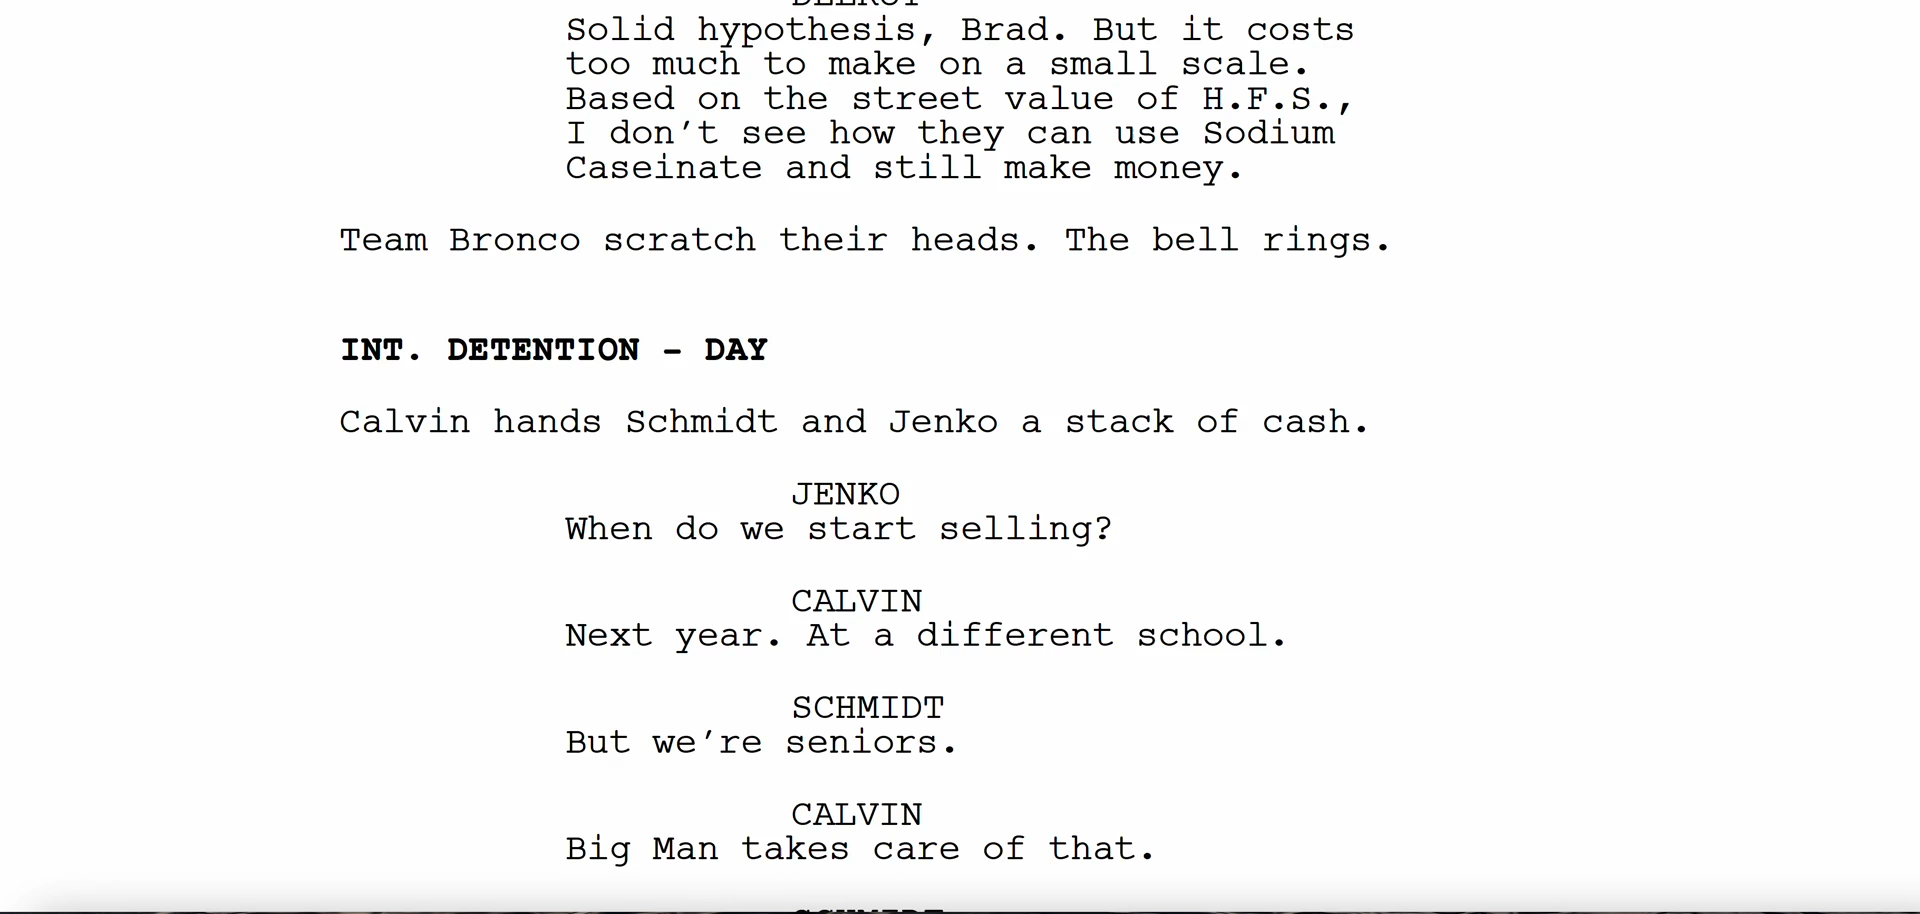 Solid hypothesis, Brad. But it costs
too much to make on a small scale.
Based on the street value of H.F.S.,
I don’t see how they can use Sodium
Caseinate and still make money.
Team Bronco scratch their heads. The bell rings.
INT. DETENTION - DAY
Calvin hands Schmidt and Jenko a stack of cash.
JENKO
When do we start selling?
CALVIN
Next year. At a different school.
SCHMIDT
But we’re seniors.
CALVIN
Big Man takes care of that.
SCHMIDT